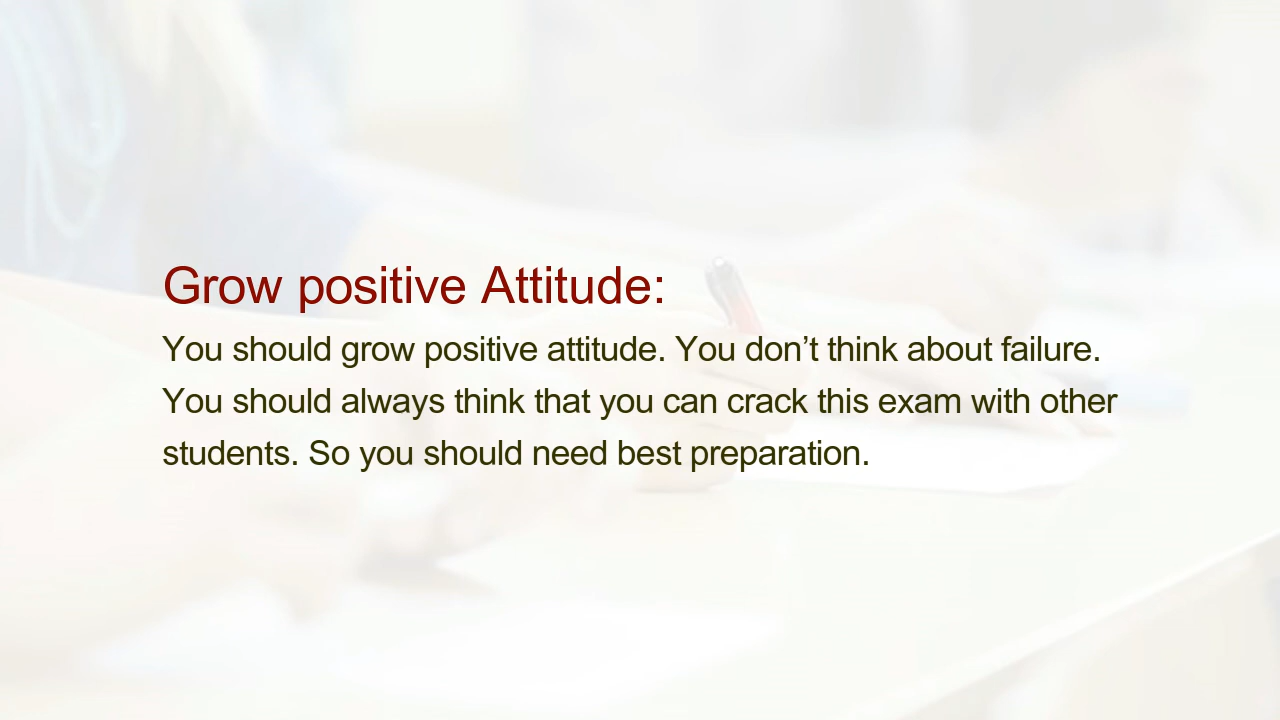 Grow positive Attitude:
You should grow positive attitude. You don’t think about failure.
You should always think that you can crack this exam with other
students. So you should need best preparation.